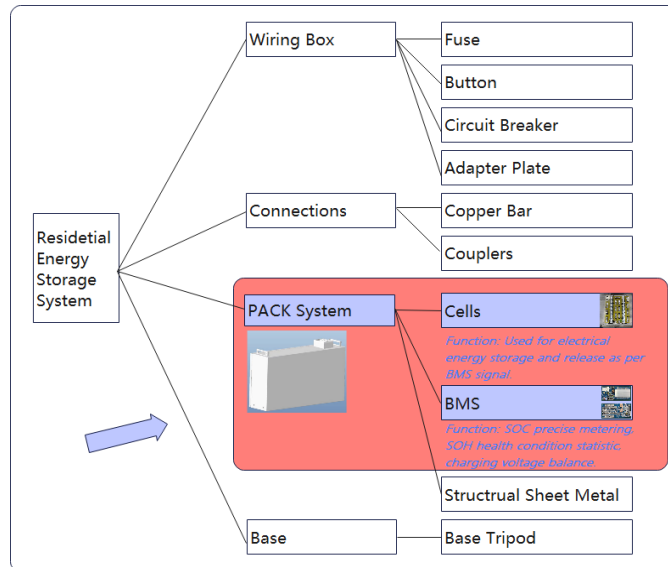 Wiring Box
Fuse
Button
Circuit Breaker
Adapter Plate
Residetial
Energy
Storage
System
Connections
Copper Bar
Couplers
PACK System
Cells
Function: Used for electrical
energy storage and release as per
BMS signal.
BMS
Function: SOC precise metering,
SOH health condition statistic,
charging voltage balance.
Structrual Sheet Metal
Base
Base Tripod